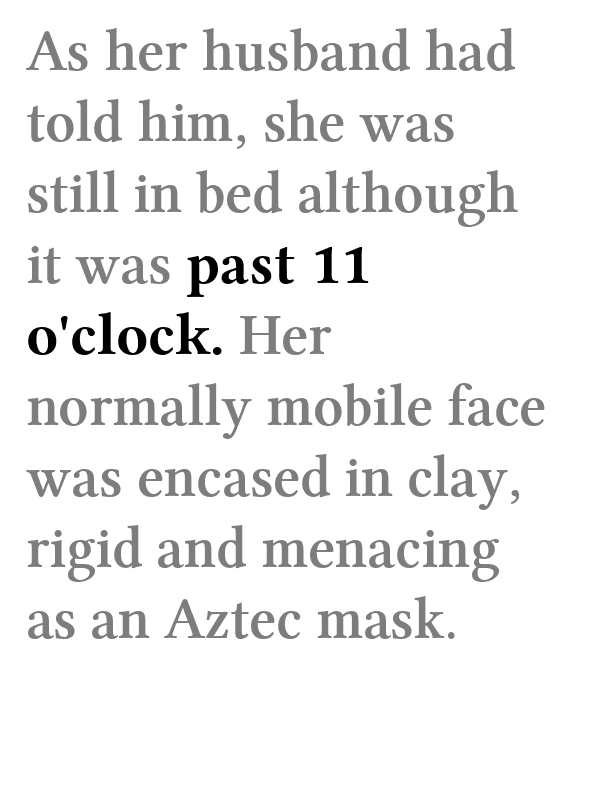 As her husband had
told him, she was
still in bed although
it was past 11
o'clock. Her
normally mobile face
was encased in clay,
rigid and menacing
as an Aztec mask.